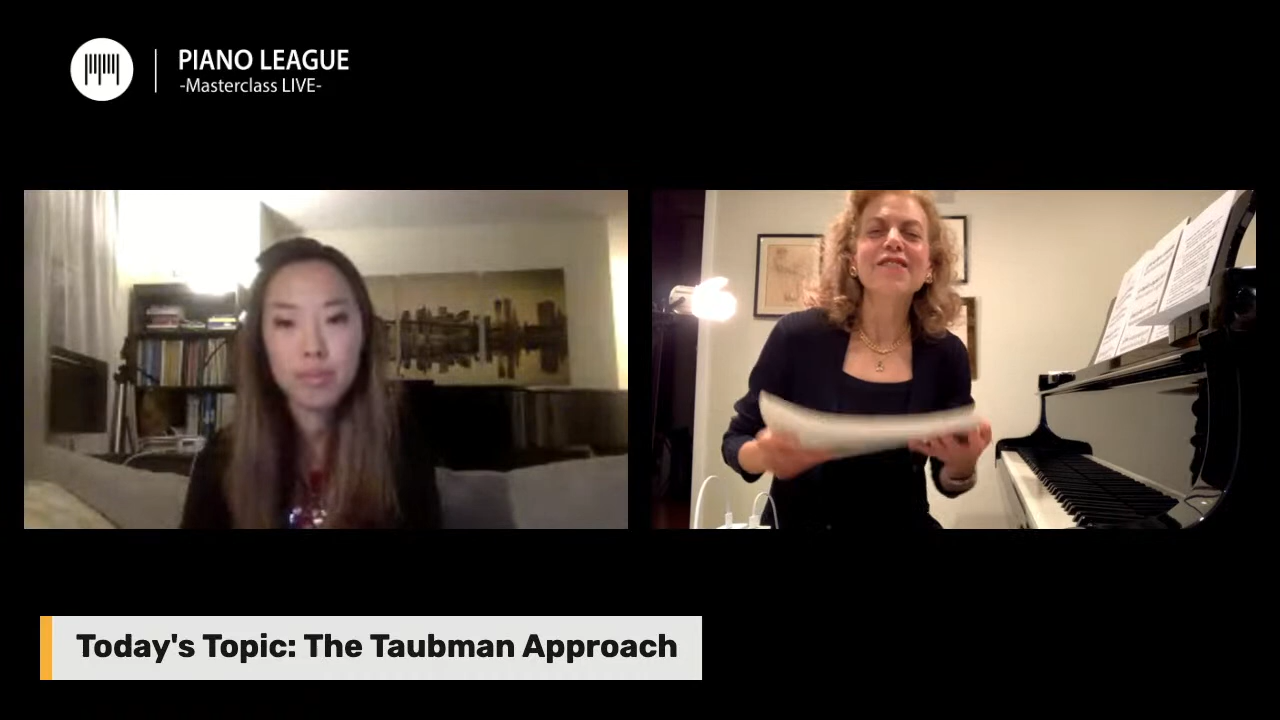 PIANO LEAGUE
-Masterclass LIVE-
Today's Topic: The Taubman Approach